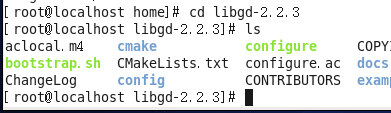 [root@localhost home]# cd libgd-2.2.3
[root@localhost libgd-2.2.3]# ls
aclocal.m4 cmake configure COPY
bootstrap.sh CMakeLists.txt configure.ac docs
ChangeLog config CONTRIBUTORS examp
[root@localhost libgd-2.2.3]#